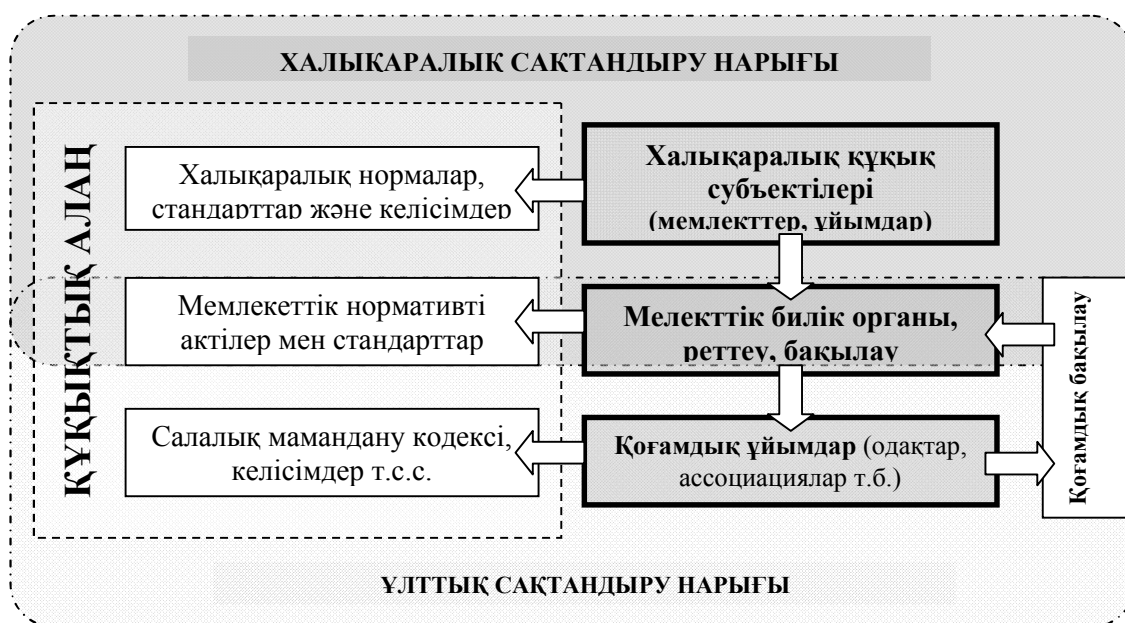 ХАЛЫҚАРАЛЫҚ САҚТАНДЫРУ НАРЫҒЫ
ҚҰҚЫҚТЫҚ АЛАҢ
Халықаралық нормалар,
стандарттар және келісімдер
Халықаралық құқық
субъектілері
(мемлекттер, ұйымдар)
Мемлекеттік нормативті
актілер мен стандарттар
Мелекттік билік органы,
реттеу, бақылау
Қоғамдық бақылау
Салалық мамандану кодексі,
келісімдер т.с.с.
Қоғамдық ұйымдар (одақтар,
ассоциациялар т.б.)
ҰЛТТЫҚ САҚТАНДЫРУ НАРЫҒЫ